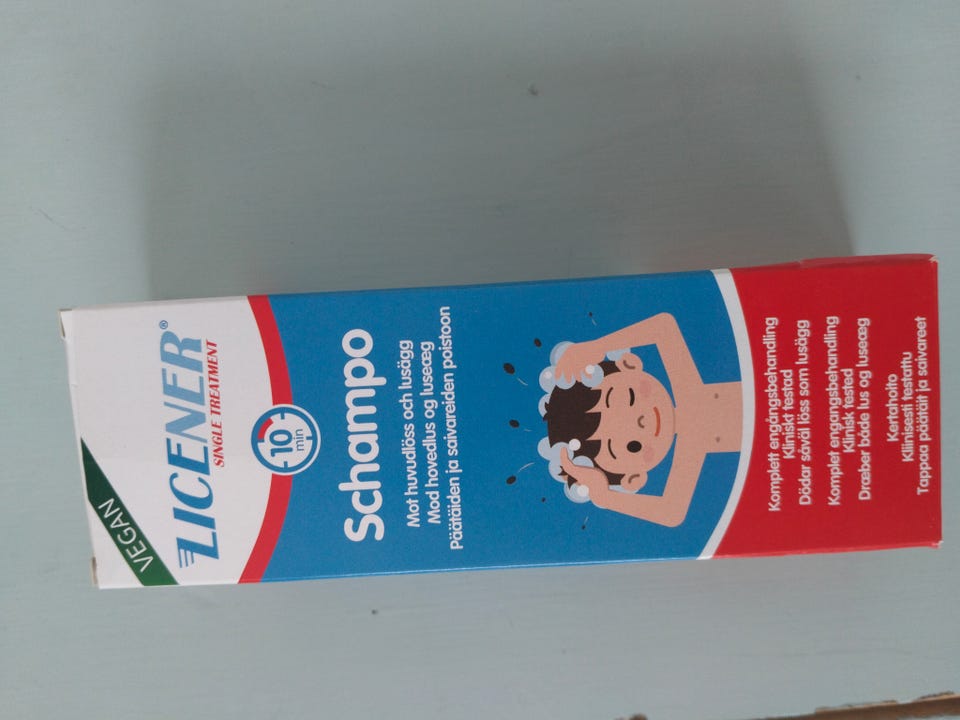 VEGAN
LICENER®
SINGLE TREATMENT
10
min
Schampo
Mot huvudlöss och lusägg
Mod hovedlus og luseæg
Päätäiden ja saivareiden poistoon
Komplett engångsbehandling
Kliniskt testad
Dödar såväl löss som lusägg
Komplet engangsbehandling
Klinisk tested
Dræber både lus og luseæg
Kertahoito
Kliinisesti testattu
Tappaa päätäit ja saivareet